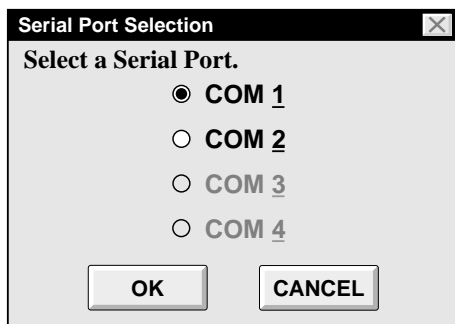 Serial Port Selection
Select a Serial Port.
COM 1
COM 2
COM 3
COM 4
OK CANCEL